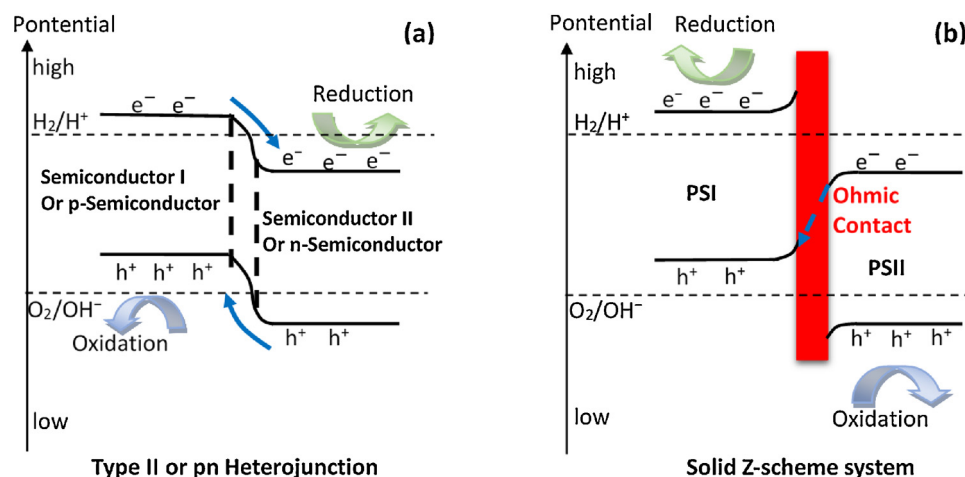 Pontential
(a)
high
e⁻ e⁻
Reduction
H₂/H⁺
e⁻ e⁻ e⁻
Semiconductor I
Or p-Semiconductor
Semiconductor II
Or n-Semiconductor
h⁺ h⁺ h⁺
O₂/OH⁻
Oxidation
h⁺ h⁺
low
Type II or pn Heterojunction
Pontential
Reduction
(b)
high
e⁻ e⁻ e⁻
H₂/H⁺
e⁻ e⁻
PSI
Ohmic
Contact
PSII
h⁺ h⁺
O₂/OH⁻
h⁺ h⁺ h⁺
Oxidation
low
Solid Z-scheme system